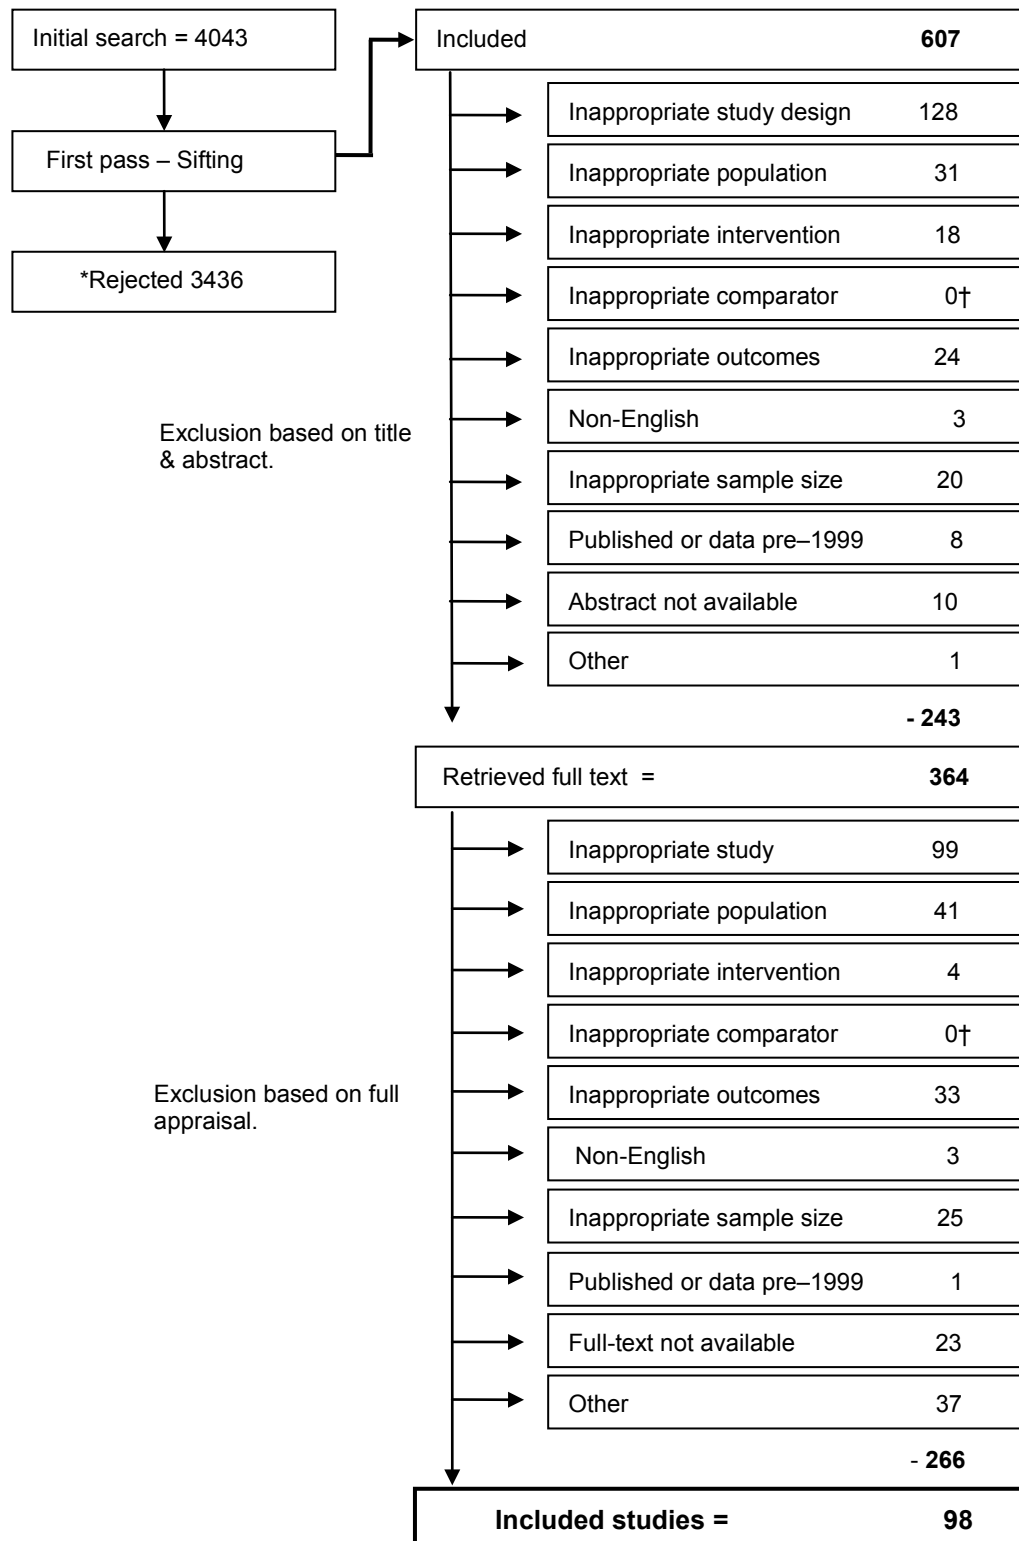 Initial search = 4043
Included 607
First pass – Sifting
*Rejected 3436
Inappropriate study design 128
Inappropriate population 31
Inappropriate intervention 18
Inappropriate comparator 0†
Inappropriate outcomes 24
Non-English 3
Exclusion based on title
& abstract.
Inappropriate sample size 20
Published or data pre–1999 8
Abstract not available 10
Other 1
- 243
Retrieved full text = 364
Inappropriate study 99
Inappropriate population 41
Inappropriate intervention 4
Inappropriate comparator 0†
Inappropriate outcomes 33
Exclusion based on full
appraisal.
Non-English 3
Inappropriate sample size 25
Published or data pre–1999 1
Full-text not available 23
Other 37
- 266
Included studies = 98